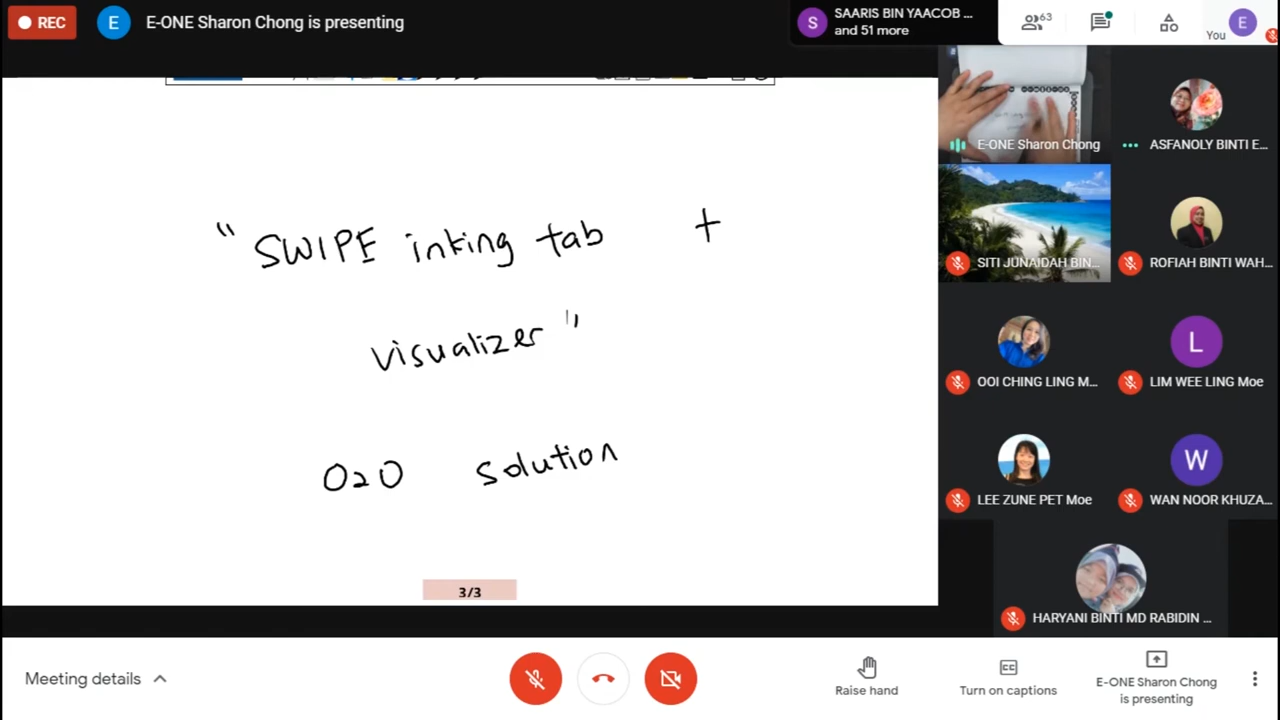 REC
E
E-ONE Sharon Chong is presenting
S
SAARIS BIN YAACOB ...
and 51 more
63
You
E
E-ONE Sharon Chong
ASFANOLY BINTI E...
SITI JUNAIDAH BIN...
ROFIAH BINTI WAH...
OOI CHING LING M...
L
LIM WEE LING Moe
LEE ZUNE PET Moe
W
WAN NOOR KHUZA...
HARYANI BINTI MD RABIDIN ...
" SWIPE inking tab +
visualizer "
O2O solution
3/3
Meeting details
Raise hand
CC
Turn on captions
E-ONE Sharon Chong
is presenting